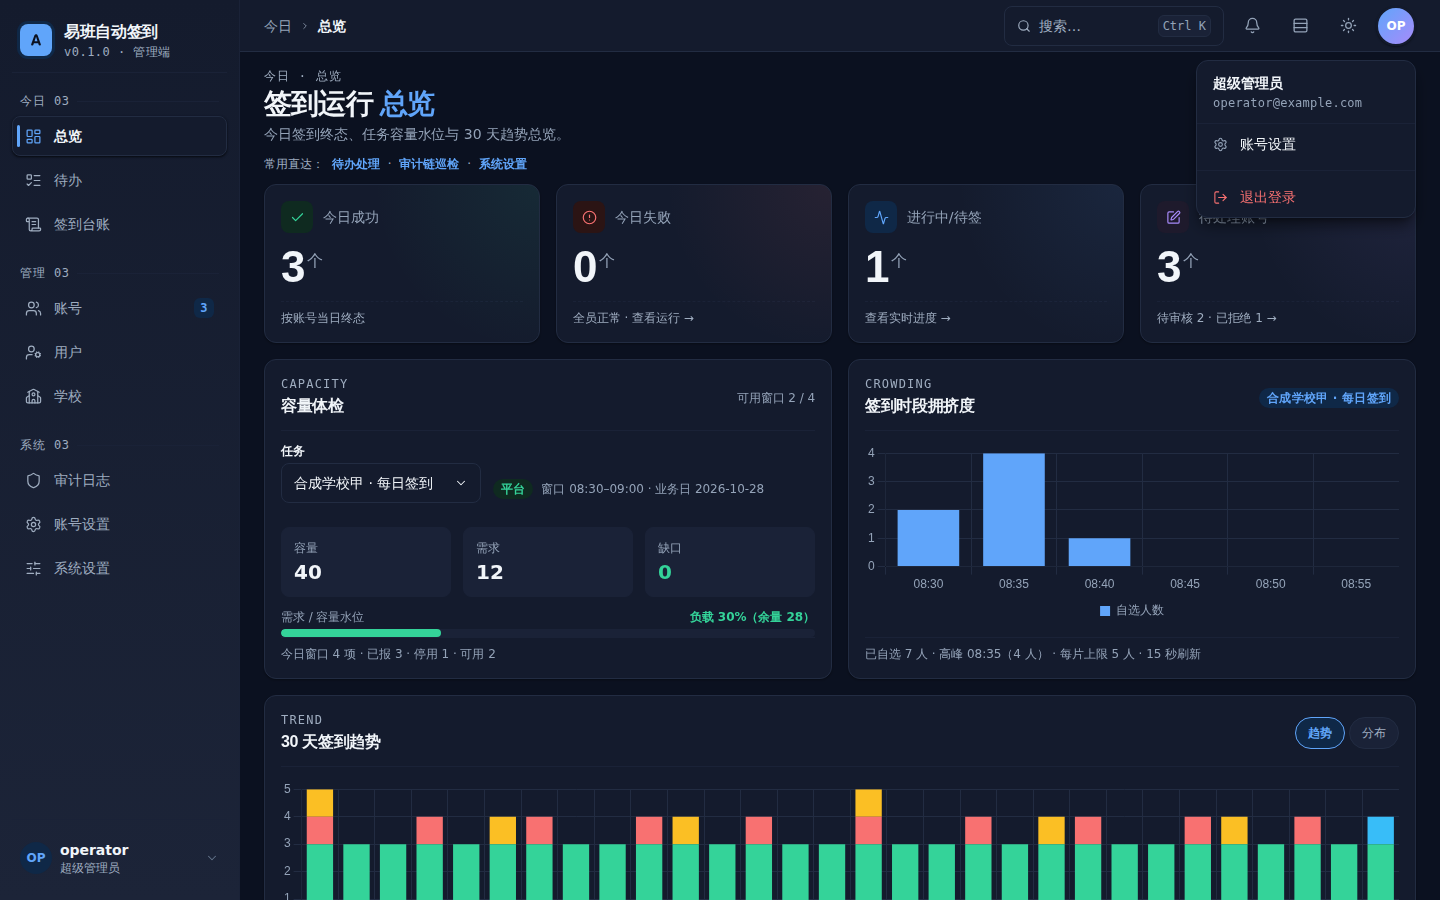 易班自动签到
v0.1.0 · 管理端
今日 03
总览
待办
签到台账
管理 03
账号 3
用户
学校
系统 03
审计日志
账号设置
系统设置
OP operator
超级管理员
今日 › 总览
搜索… Ctrl K
OP
超级管理员
operator@example.com
账号设置
退出登录
今日 · 总览
签到运行 总览
今日签到终态、任务容量水位与 30 天趋势总览。
常用直达： 待办处理 · 审计链巡检 · 系统设置
今日成功
3个
按账号当日终态
今日失败
0个
全员正常 · 查看运行 →
进行中/待签
1个
查看实时进度 →
待处理账号
3个
待审核 2 · 已拒绝 1 →
CAPACITY
容量体检
可用窗口 2 / 4
任务
合成学校甲 · 每日签到
平台 窗口 08:30–09:00 · 业务日 2026-10-28
容量
40
需求
12
缺口
0
需求 / 容量水位 负载 30%（余量 28）
今日窗口 4 项 · 已报 3 · 停用 1 · 可用 2
CROWDING
签到时段拥挤度
合成学校甲 · 每日签到
4
3
2
1
0
08:30 08:35 08:40 08:45 08:50 08:55
自选人数
已自选 7 人 · 高峰 08:35（4 人） · 每片上限 5 人 · 15 秒刷新
TREND
30 天签到趋势
趋势 分布
5
4
3
2
1